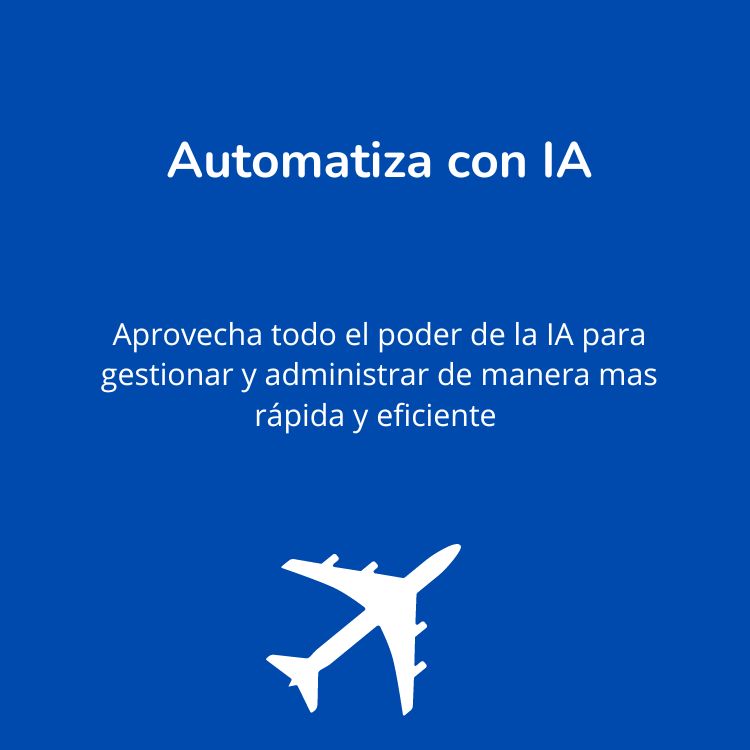 Automatiza con IA
Aprovecha todo el poder de la IA para
gestionar y administrar de manera mas
rápida y eficiente